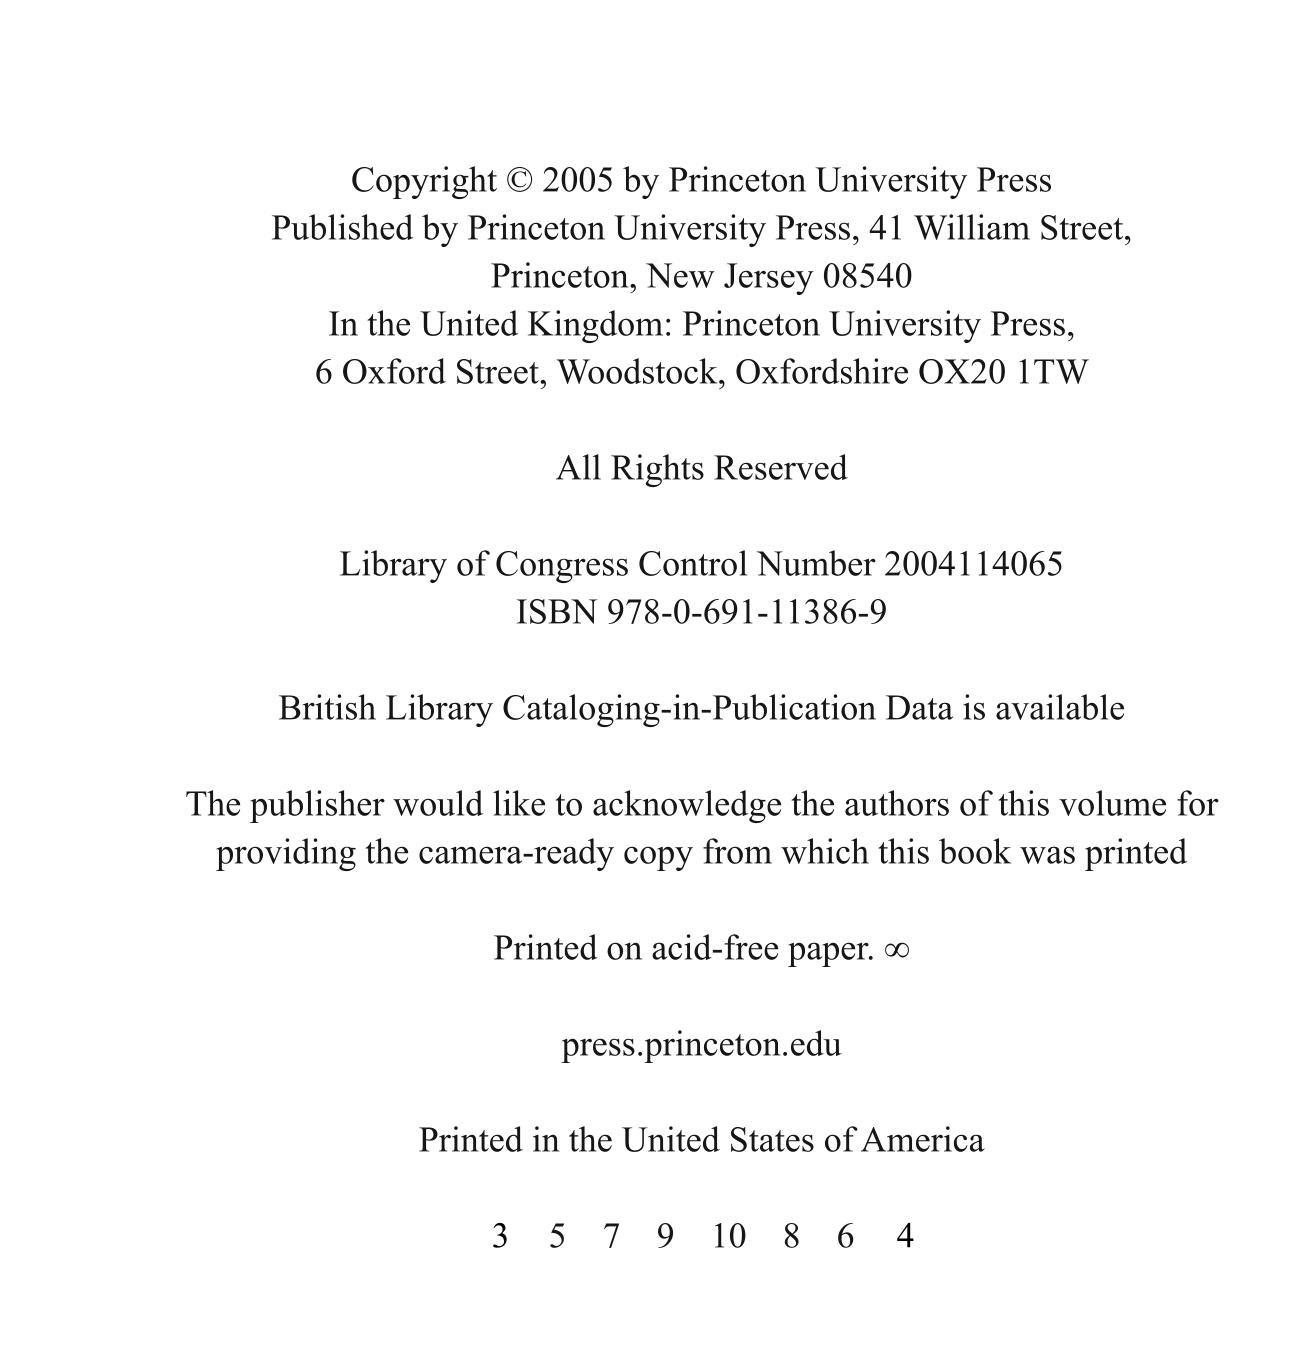 Copyright © 2005 by Princeton University Press
Published by Princeton University Press, 41 William Street,
Princeton, New Jersey 08540
In the United Kingdom: Princeton University Press,
6 Oxford Street, Woodstock, Oxfordshire OX20 1TW
All Rights Reserved
Library of Congress Control Number 2004114065
ISBN 978-0-691-11386-9
British Library Cataloging-in-Publication Data is available
The publisher would like to acknowledge the authors of this volume for
providing the camera-ready copy from which this book was printed
Printed on acid-free paper. ∞
press.princeton.edu
Printed in the United States of America
3 5 7 9 10 8 6 4